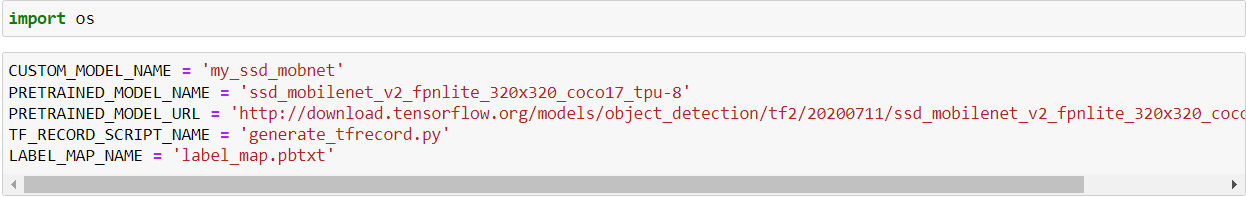 import os
CUSTOM_MODEL_NAME = 'my_ssd_mobnet'
PRETRAINED_MODEL_NAME = 'ssd_mobilenet_v2_fpnlite_320x320_coco17_tpu-8'
PRETRAINED_MODEL_URL = 'http://download.tensorflow.org/models/object_detection/tf2/20200711/ssd_mobilenet_v2_fpnlite_320x320_coco
TF_RECORD_SCRIPT_NAME = 'generate_tfrecord.py'
LABEL_MAP_NAME = 'label_map.pbtxt'